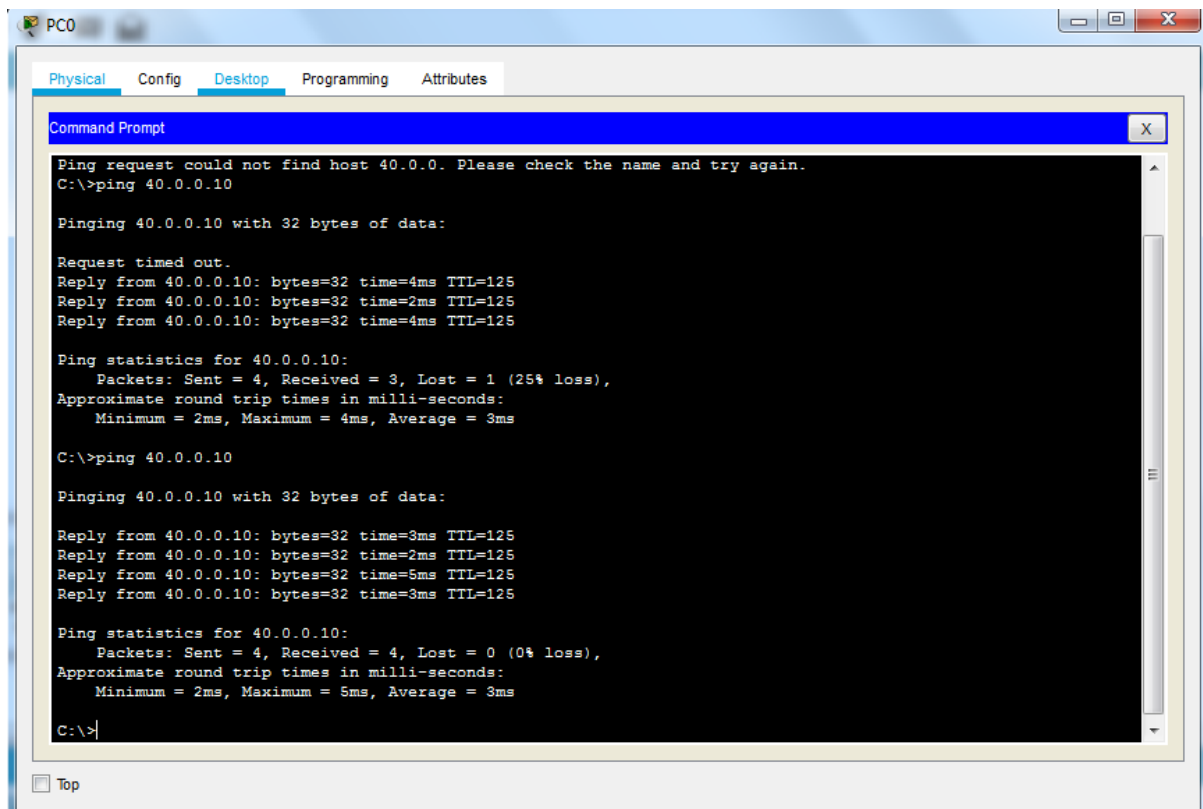 PC0
Physical Config Desktop Programming Attributes
Command Prompt X
Ping request could not find host 40.0.0. Please check the name and try again.
C:\>ping 40.0.0.10
Pinging 40.0.0.10 with 32 bytes of data:
Request timed out.
Reply from 40.0.0.10: bytes=32 time=4ms TTL=125
Reply from 40.0.0.10: bytes=32 time=2ms TTL=125
Reply from 40.0.0.10: bytes=32 time=4ms TTL=125
Ping statistics for 40.0.0.10:
Packets: Sent = 4, Received = 3, Lost = 1 (25% loss),
Approximate round trip times in milli-seconds:
Minimum = 2ms, Maximum = 4ms, Average = 3ms
C:\>ping 40.0.0.10
Pinging 40.0.0.10 with 32 bytes of data:
Reply from 40.0.0.10: bytes=32 time=3ms TTL=125
Reply from 40.0.0.10: bytes=32 time=2ms TTL=125
Reply from 40.0.0.10: bytes=32 time=5ms TTL=125
Reply from 40.0.0.10: bytes=32 time=3ms TTL=125
Ping statistics for 40.0.0.10:
Packets: Sent = 4, Received = 4, Lost = 0 (0% loss),
Approximate round trip times in milli-seconds:
Minimum = 2ms, Maximum = 5ms, Average = 3ms
C:\>
Top